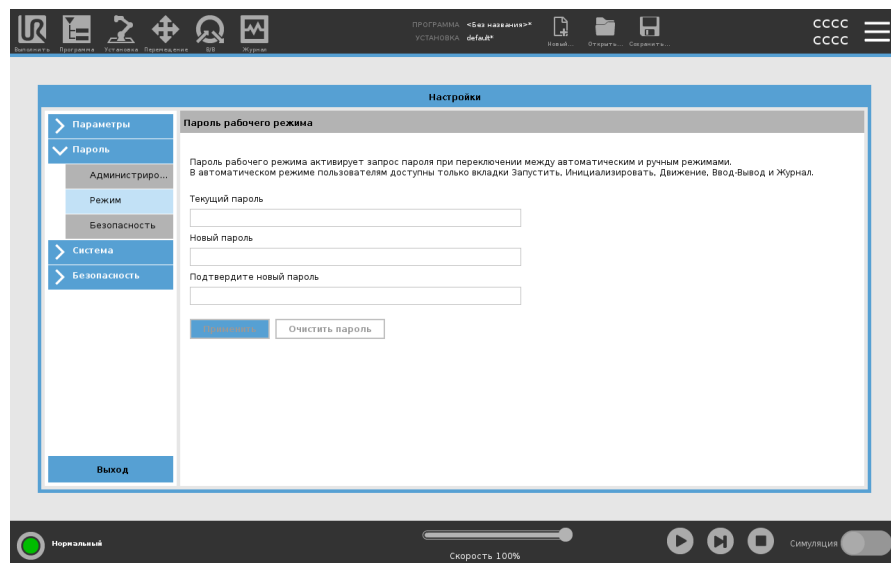 ПРОГРАММА <Без названия>*
УСТАНОВКА default*
Выполнить Программа Установка Перемещение В/В Журнал
Новый... Открыть... Сохранить...
CCCC
CCCC
Настройки
Параметры
Пароль
Администриро...
Режим
Безопасность
Система
Безопасность
Выход
Пароль рабочего режима
Пароль рабочего режима активирует запрос пароля при переключении между автоматическим и ручным режимами.
В автоматическом режиме пользователям доступны только вкладки Запустить, Инициализировать, Движение, Ввод-Вывод и Журнал.
Текущий пароль
Новый пароль
Подтвердите новый пароль
Применить Очистить пароль
Нормальный
Скорость 100%
Симуляция